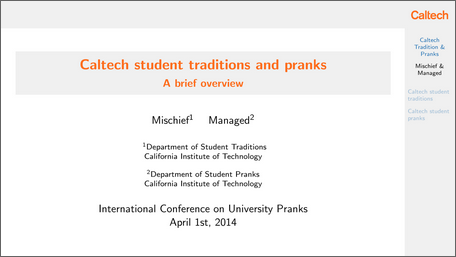 Caltech
Caltech student traditions and pranks
A brief overview
Mischief1 Managed2
1Department of Student Traditions
California Institute of Technology
2Department of Student Pranks
California Institute of Technology
International Conference on University Pranks
April 1st, 2014
Caltech
Tradition &
Pranks
Mischief &
Managed
Caltech student
traditions
Caltech student
pranks